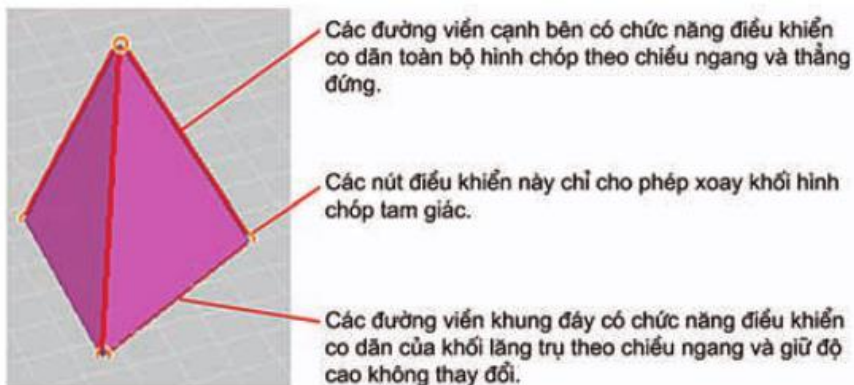 Các đường viền cạnh bên có chức năng điều khiển
co dãn toàn bộ hình chóp theo chiều ngang và thẳng
đứng.
Các nút điều khiển này chỉ cho phép xoay khối hình
chóp tam giác.
Các đường viền khung đáy có chức năng điều khiển
co dãn của khối lăng trụ theo chiều ngang và giữ độ
cao không thay đổi.